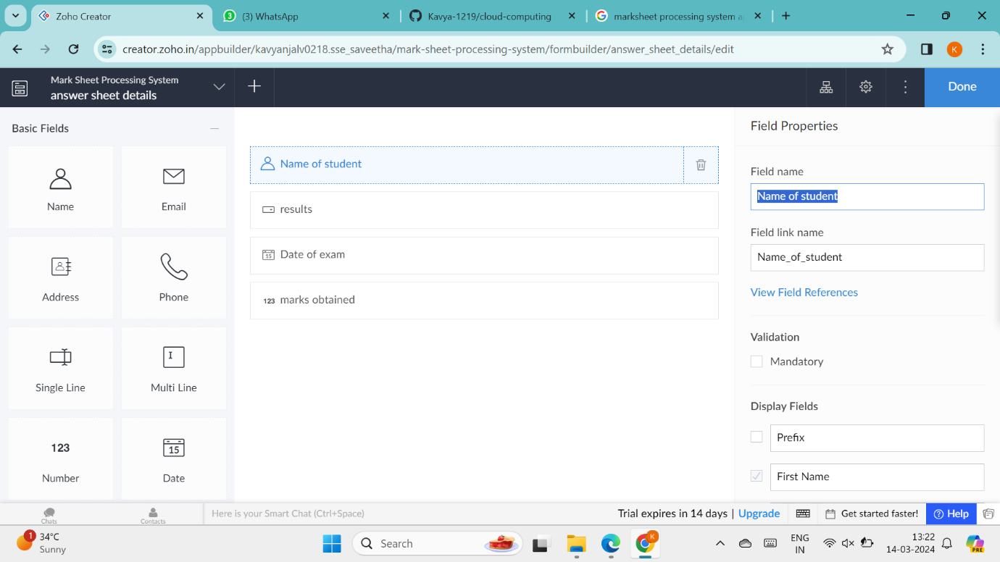 Zoho Creator
3
(3) WhatsApp
Kavya-1219/cloud-computing
marksheet processing system a
creator.zoho.in/appbuilder/kavyanjalv0218.sse_saveetha/mark-sheet-processing-system/formbuilder/answer_sheet_details/edit
K
Mark Sheet Processing System
answer sheet details
Done
Basic Fields
Name
Email
Address
Phone
Single Line
Multi Line
123
Number
15
Date
Name of student
results
15 Date of exam
123 marks obtained
Field Properties
Field name
Name of student
Field link name
Name_of_student
View Field References
Validation
Mandatory
Display Fields
Prefix
First Name
Chats
Contacts
Here is your Smart Chat (Ctrl+Space)
Trial expires in 14 days | Upgrade
Get started faster!
? Help
1
34°C
Sunny
Search
K
ENG
IN
13:22
14-03-2024
PRE